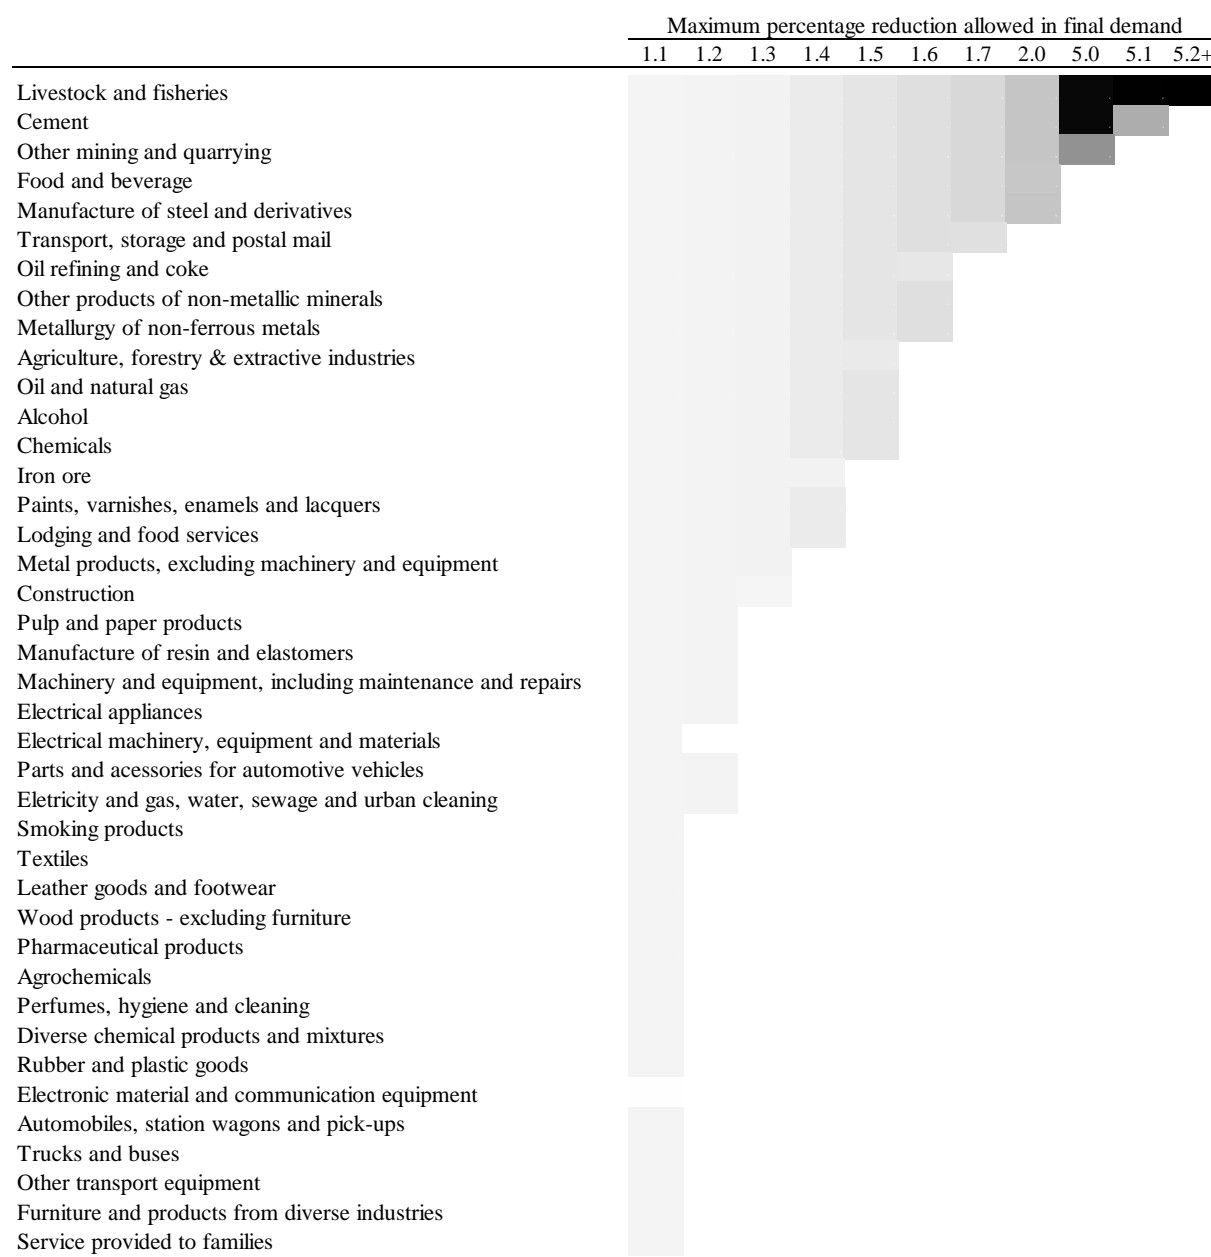 Maximum percentage reduction allowed in final demand
1.1 1.2 1.3 1.4 1.5 1.6 1.7 2.0 5.0 5.1 5.2+
Livestock and fisheries
Cement
Other mining and quarrying
Food and beverage
Manufacture of steel and derivatives
Transport, storage and postal mail
Oil refining and coke
Other products of non-metallic minerals
Metallurgy of non-ferrous metals
Agriculture, forestry & extractive industries
Oil and natural gas
Alcohol
Chemicals
Iron ore
Paints, varnishes, enamels and lacquers
Lodging and food services
Metal products, excluding machinery and equipment
Construction
Pulp and paper products
Manufacture of resin and elastomers
Machinery and equipment, including maintenance and repairs
Electrical appliances
Electrical machinery, equipment and materials
Parts and acessories for automotive vehicles
Eletricity and gas, water, sewage and urban cleaning
Smoking products
Textiles
Leather goods and footwear
Wood products - excluding furniture
Pharmaceutical products
Agrochemicals
Perfumes, hygiene and cleaning
Diverse chemical products and mixtures
Rubber and plastic goods
Electronic material and communication equipment
Automobiles, station wagons and pick-ups
Trucks and buses
Other transport equipment
Furniture and products from diverse industries
Service provided to families